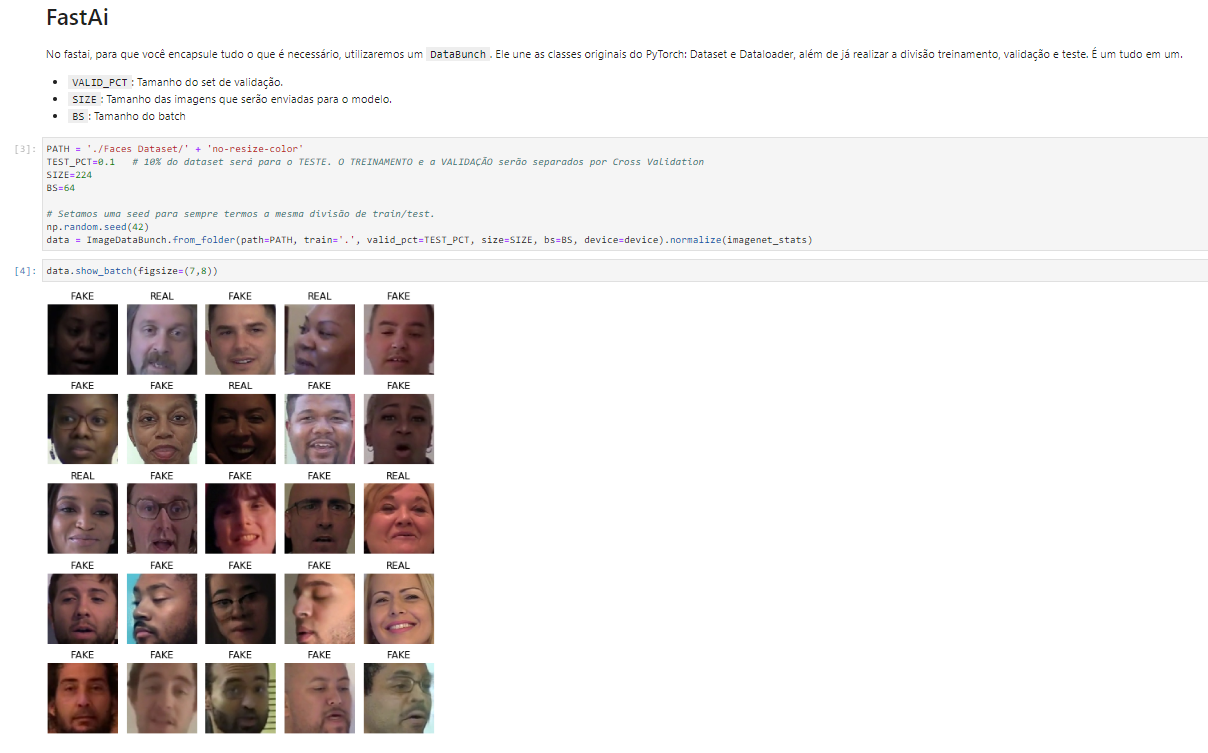 FastAi
No fastai, para que você encapsule tudo o que é necessário, utilizaremos um DataBunch . Ele une as classes originais do PyTorch: Dataset e Dataloader, além de já realizar a divisão treinamento, validação e teste. É um tudo em um.
• VALID_PCT : Tamanho do set de validação.
• SIZE : Tamanho das imagens que serão enviadas para o modelo.
• BS : Tamanho do batch
[3]: PATH = './Faces Dataset/' + 'no-resize-color'
TEST_PCT=0.1   # 10% do dataset será para o TESTE. O TREINAMENTO e a VALIDAÇÃO serão separados por Cross Validation
SIZE=224
BS=64
# Setamos uma seed para sempre termos a mesma divisão de train/test.
np.random.seed(42)
data = ImageDataBunch.from_folder(path=PATH, train='.', valid_pct=TEST_PCT, size=SIZE, bs=BS, device=device).normalize(imagenet_stats)
[4]: data.show_batch(figsize=(7,8))
FAKE REAL FAKE REAL FAKE
FAKE FAKE REAL FAKE FAKE
REAL FAKE FAKE FAKE REAL
FAKE FAKE FAKE FAKE REAL
FAKE FAKE FAKE FAKE FAKE